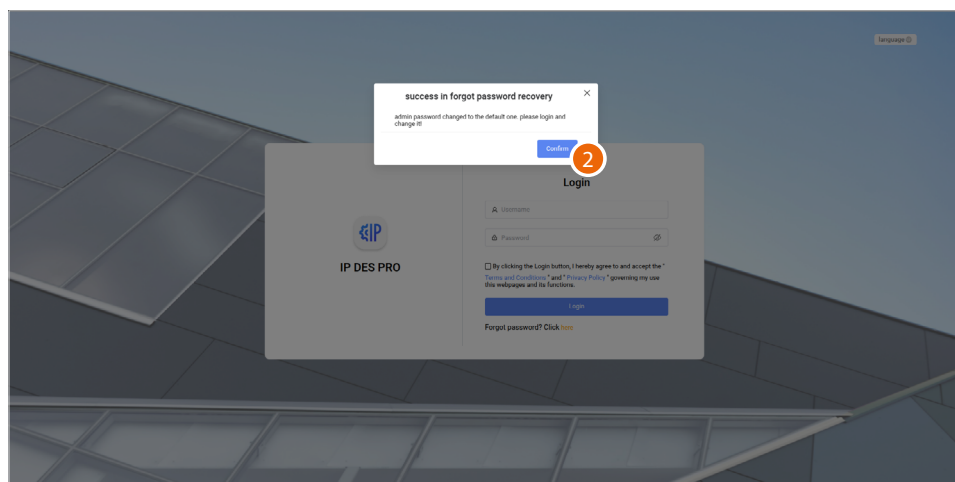 language
success in forgot password recovery
admin password changed to the default one. please login and
change it!
Confirm
2
Login
Username
IP
Password
IP DES PRO
By clicking the Login button, I hereby agree to and accept the "
Terms and Conditions " and " Privacy Policy " governing my use
this webpages and its functions.
Login
Forgot password? Click here